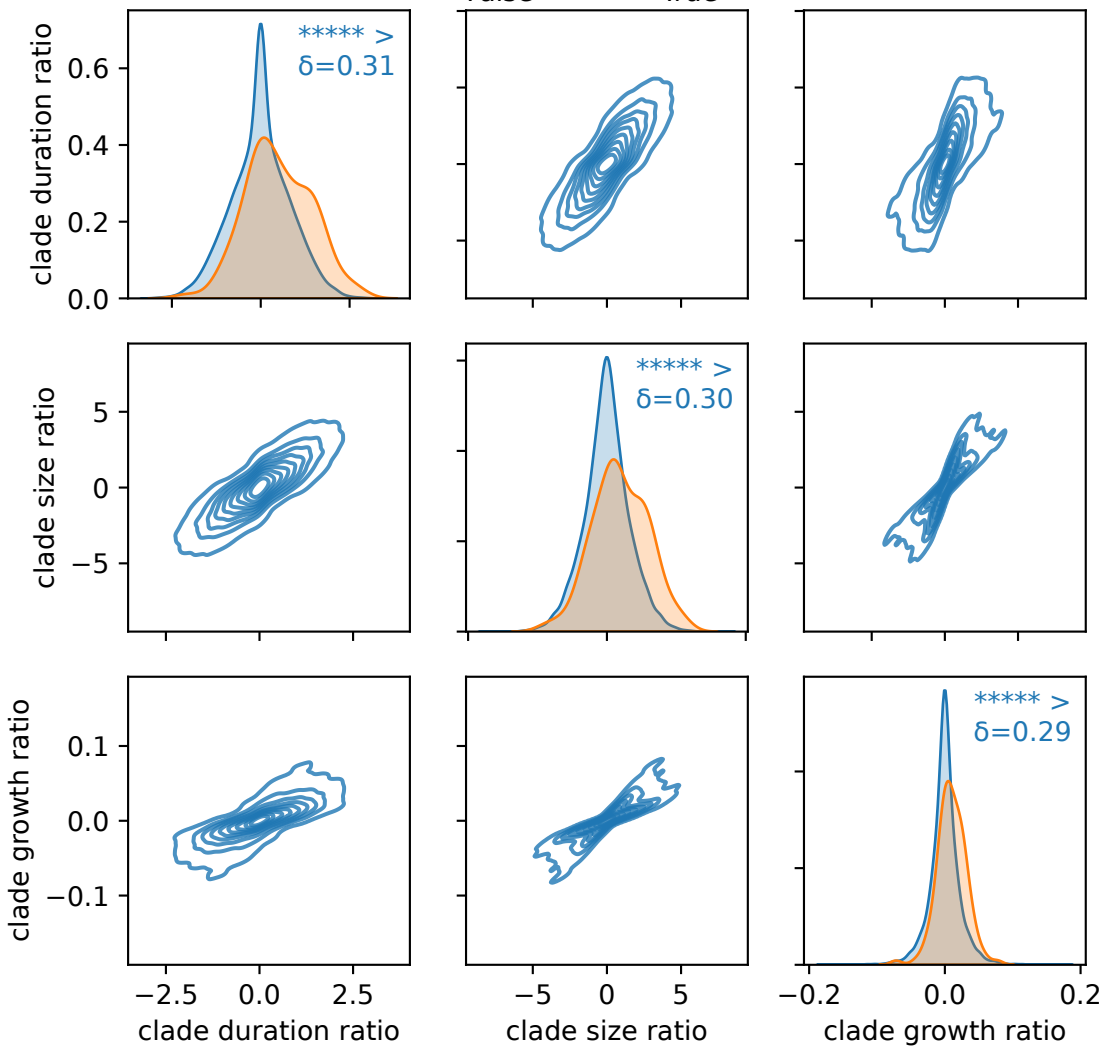 True
***** >
δ=0.31
clade duration ratio
0.6
0.4
0.2
0.0
***** >
δ=0.30
clade size ratio
5
0
−5
***** >
δ=0.29
clade growth ratio
0.1
0.0
−0.1
−2.5 0.0 2.5 −5 0 5 −0.2 0.0 0.2
clade duration ratio clade size ratio clade growth ratio